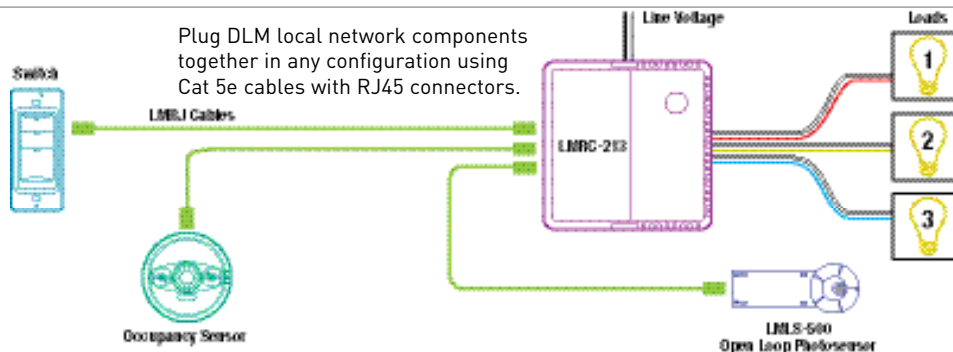 Line Voltage
Loads
Plug DLM local network components
together in any configuration using
Cat 5e cables with RJ45 connectors.
Switch
LMRJ Cables
LMRC-213
1
2
3
Occupancy Sensor
LMLS-500
Open Loop Photosensor